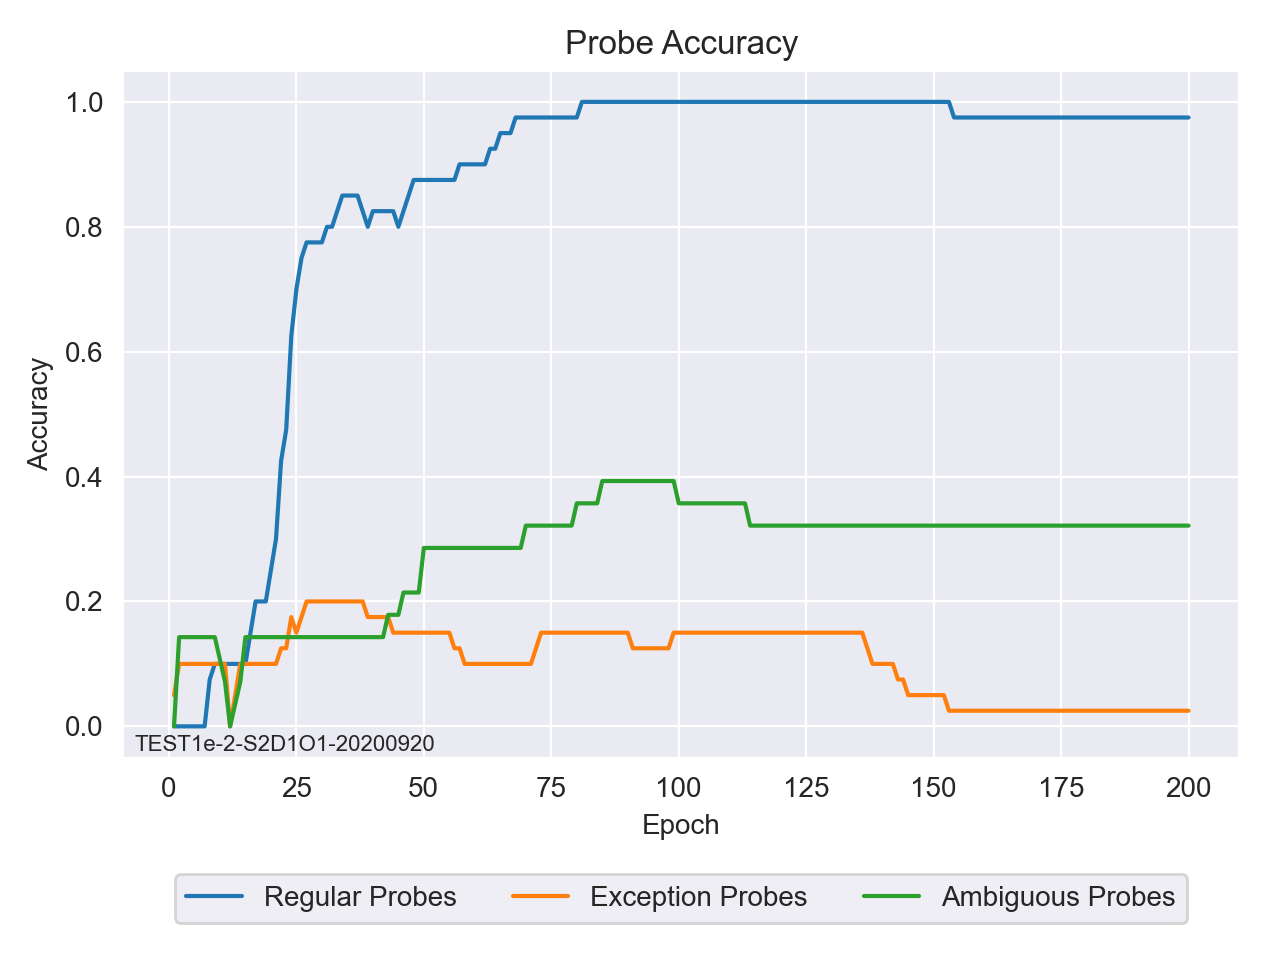 Probe Accuracy
Accuracy
1.0
0.8
0.6
0.4
0.2
0.0
TEST1e-2-S2D1O1-20200920
0 25 50 75 100 125 150 175 200
Epoch
Regular Probes Exception Probes Ambiguous Probes